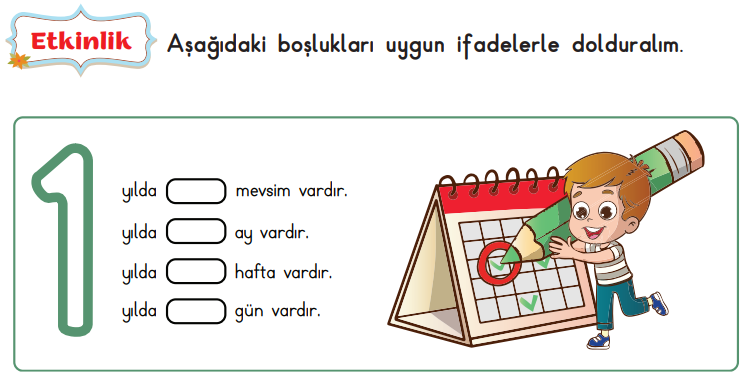 Etkinlik
Aşağıdaki boşlukları uygun ifadelerle dolduralım.
1
yılda mevsim vardır.
yılda ay vardır.
yılda hafta vardır.
yılda gün vardır.